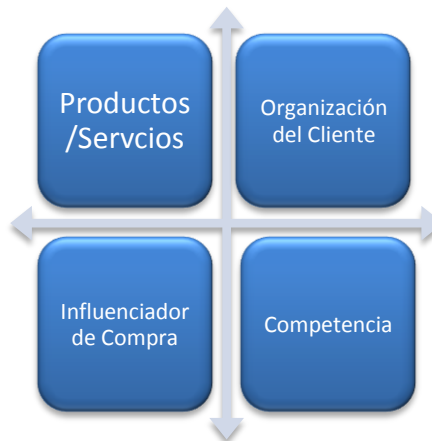 Productos
/Servcios
Organización
del Cliente
Influenciador
de Compra
Competencia